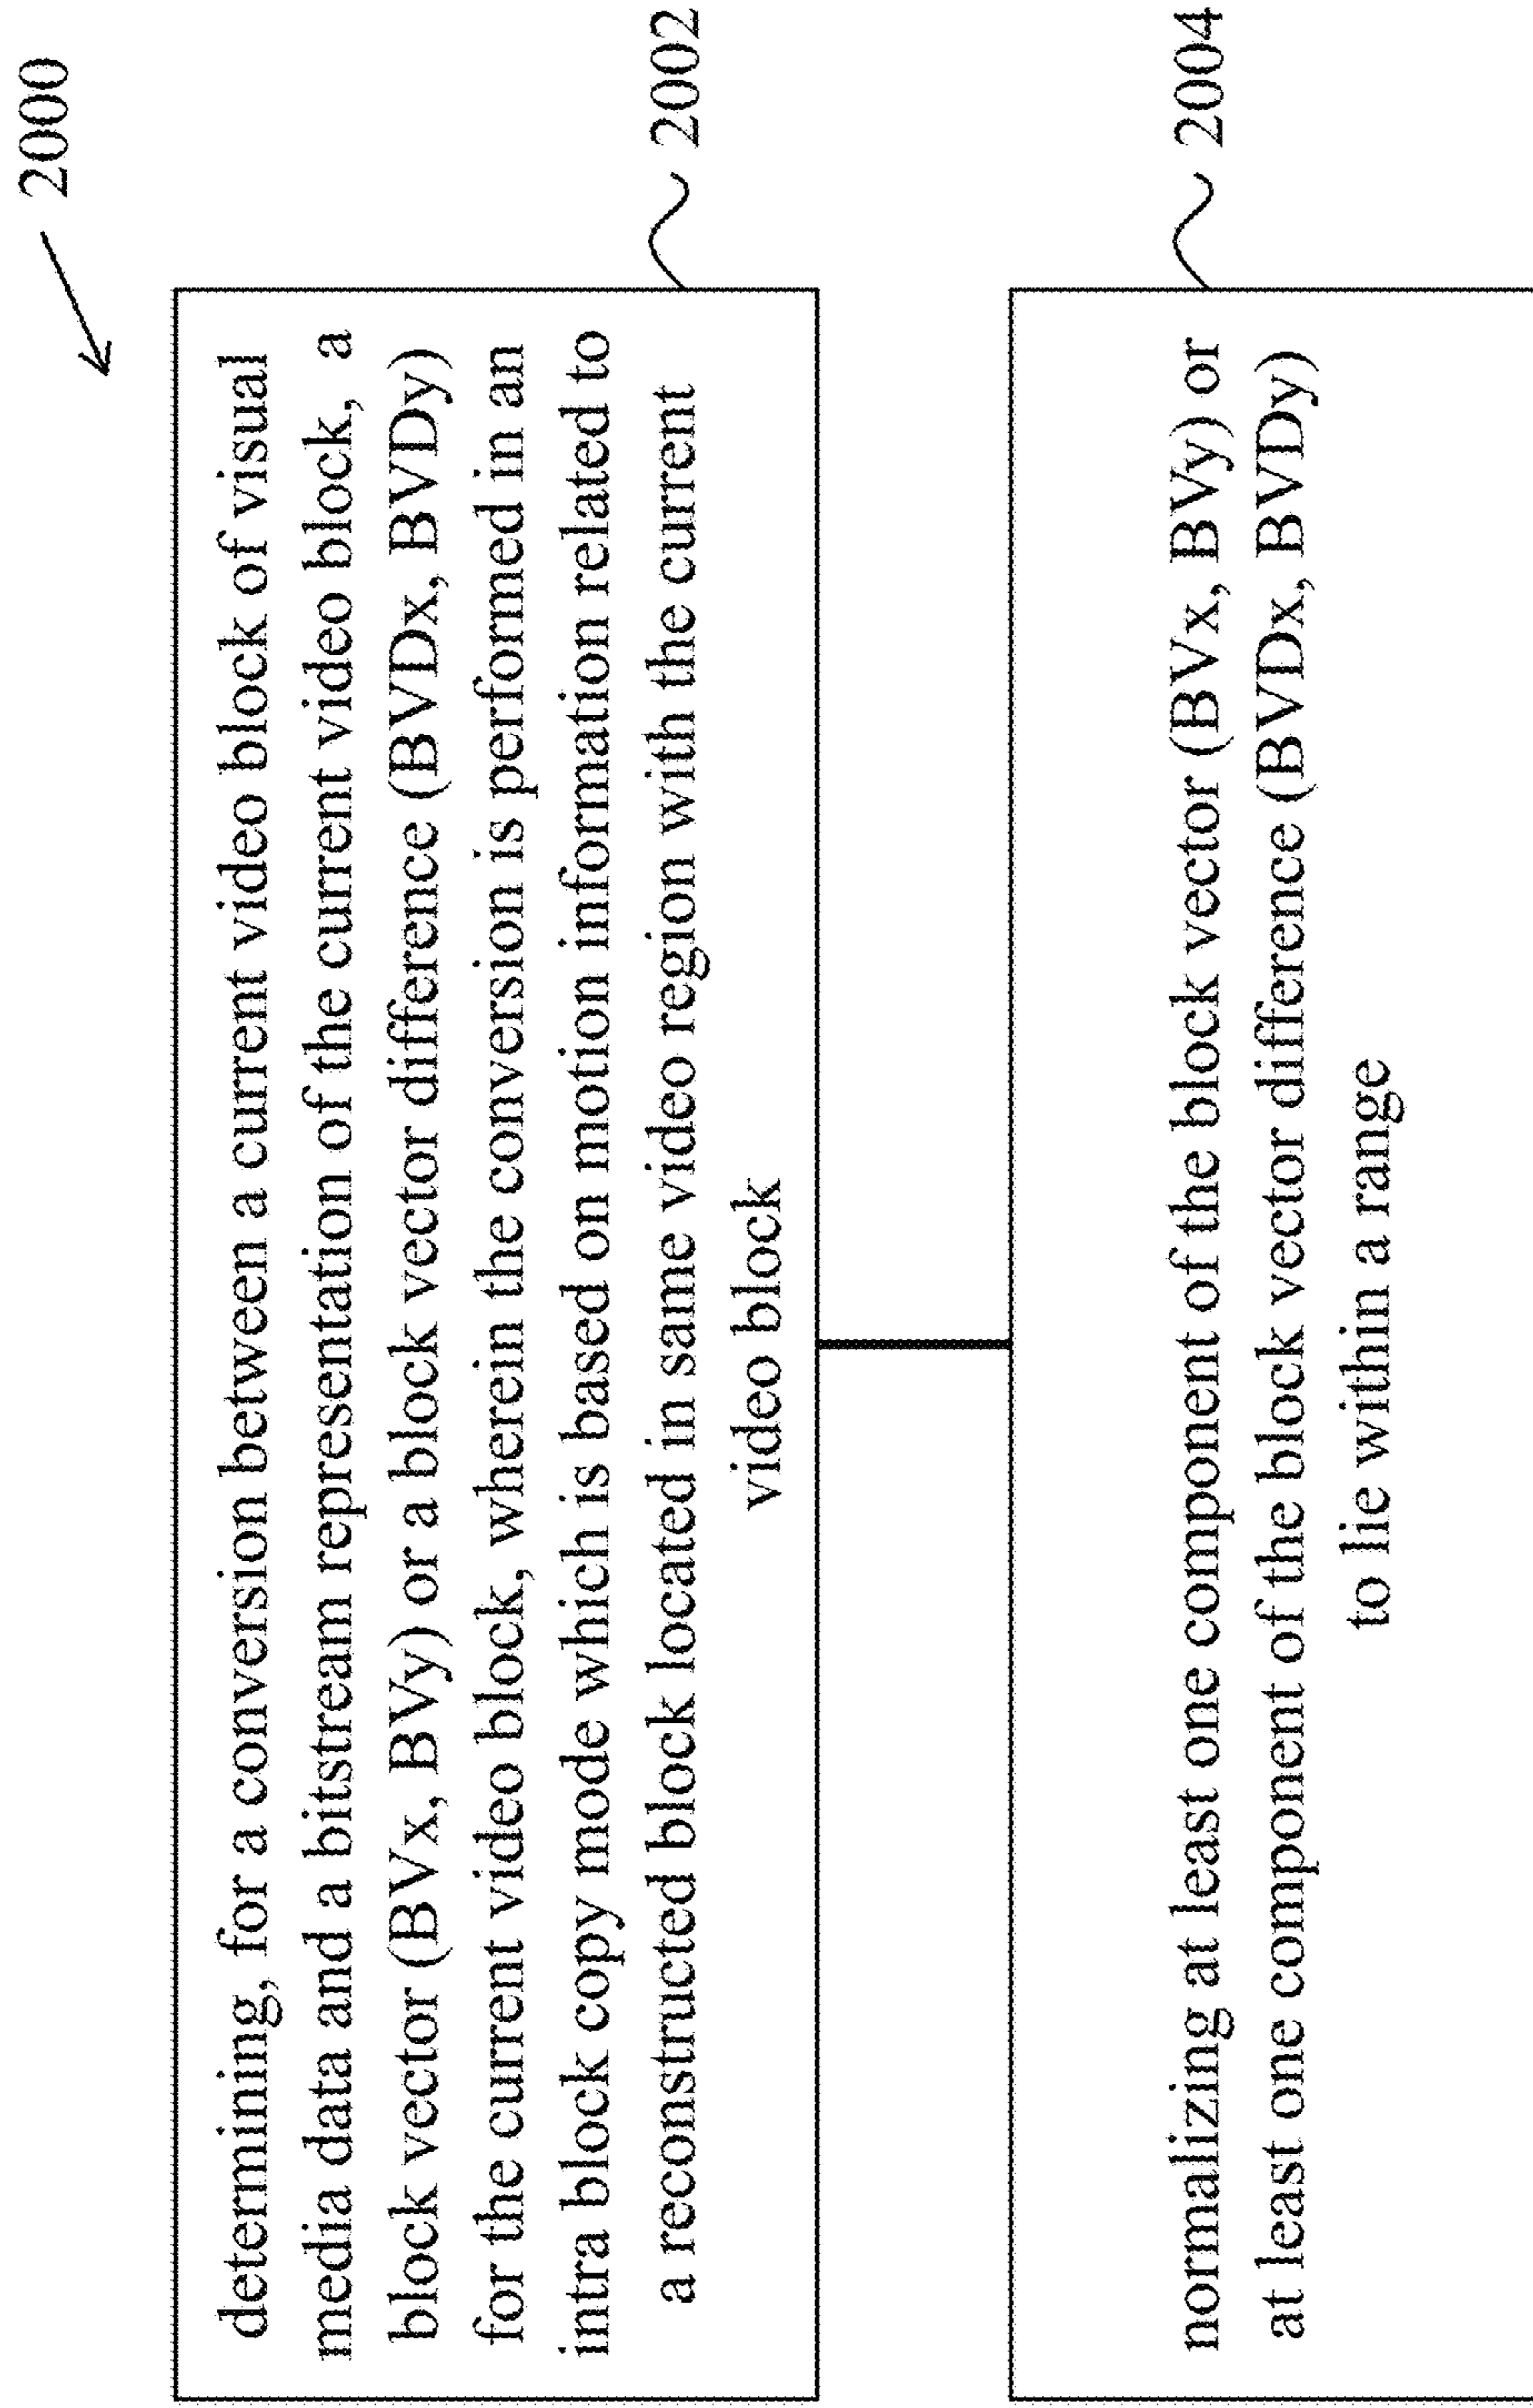 2000
determining, for a conversion between a current video block of visual
media data and a bitstream representation of the current video block, a
block vector (BVx, BVy) or a block vector difference (BVDx, BVDy)
for the current video block, wherein the conversion is performed in an
intra block copy mode which is based on motion information related to
a reconstructed block located in same video region with the current
video block
2002
normalizing at least one component of the block vector (BVx, BVy) or
at least one component of the block vector difference (BVDx, BVDy)
to lie within a range
2004